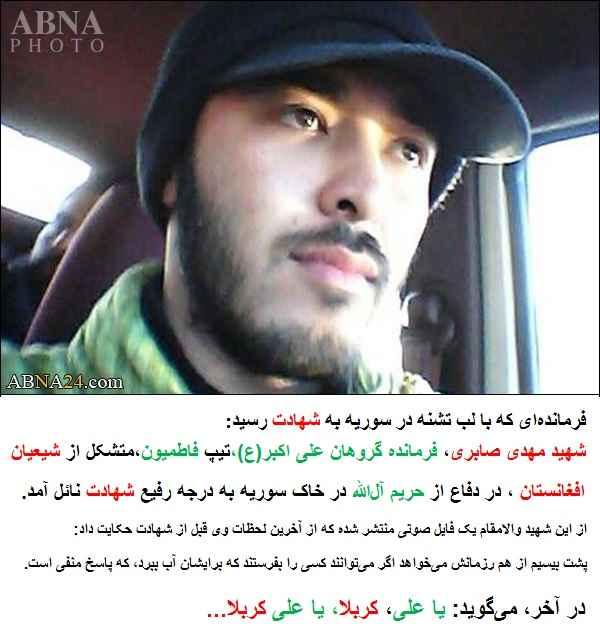 ABNA
PHOTO
ABNA24.com
فرمانده‌ای که با لب تشنه در سوریه به شهادت رسید:
شهید مهدی صابری، فرمانده گروهان علی اکبر(ع)،تیپ فاطمیون،متشکل از شیعیان
افغانستان ، در دفاع از حریم آل‌الله در خاک سوریه به درجه رفیع شهادت نائل آمد.
از این شهید والامقام یک فایل صوتی منتشر شده که از آخرین لحظات وی قبل از شهادت حکایت داد:
پشت بیسیم از هم رزمانش می‌خواهد اگر می‌توانند کسی را بفرستند که برایشان آب ببرد، که پاسخ منفی است.
در آخر، می‌گوید: یا علی، کربلا، یا علی کربلا...